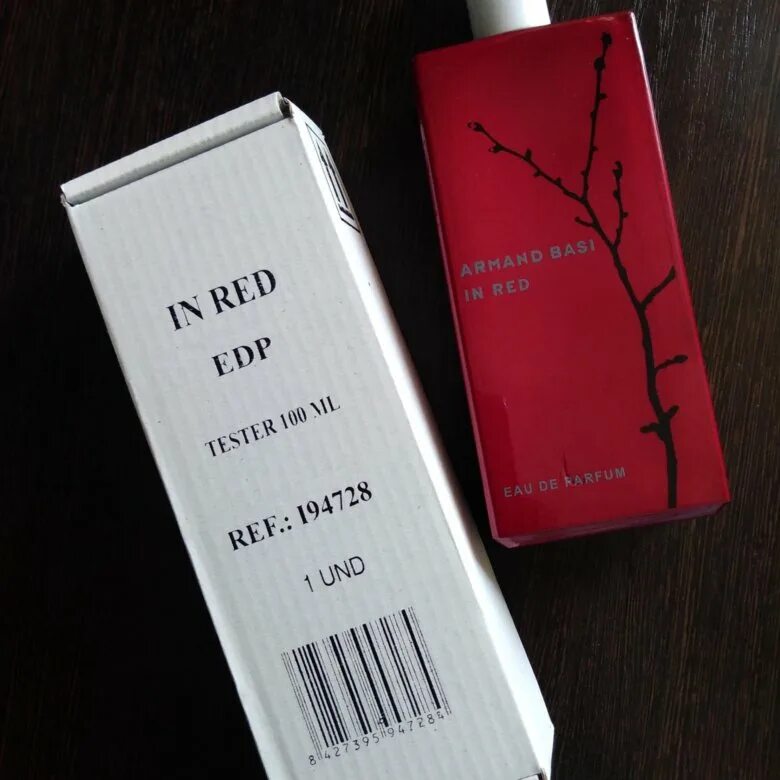 IN RED
EDP
TESTER 100 ML
REF.: I94728
1 UND
8 427395 947284
ARMAND BASI
IN RED
EAU DE PARFUM